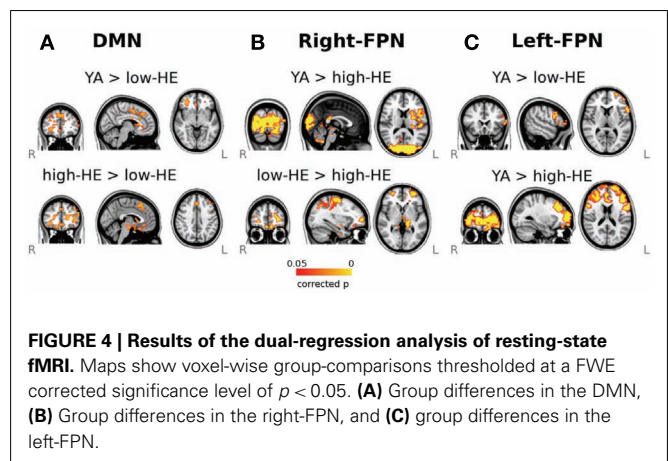 A DMN B Right-FPN C Left-FPN
YA > low-HE YA > high-HE YA > low-HE
R L R L R L
high-HE > low-HE low-HE > high-HE YA > high-HE
R L R L R L
0.05 0
corrected p
FIGURE 4 | Results of the dual-regression analysis of resting-state
fMRI. Maps show voxel-wise group-comparisons thresholded at a FWE
corrected significance level of p < 0.05. (A) Group differences in the DMN,
(B) Group differences in the right-FPN, and (C) group differences in the
left-FPN.